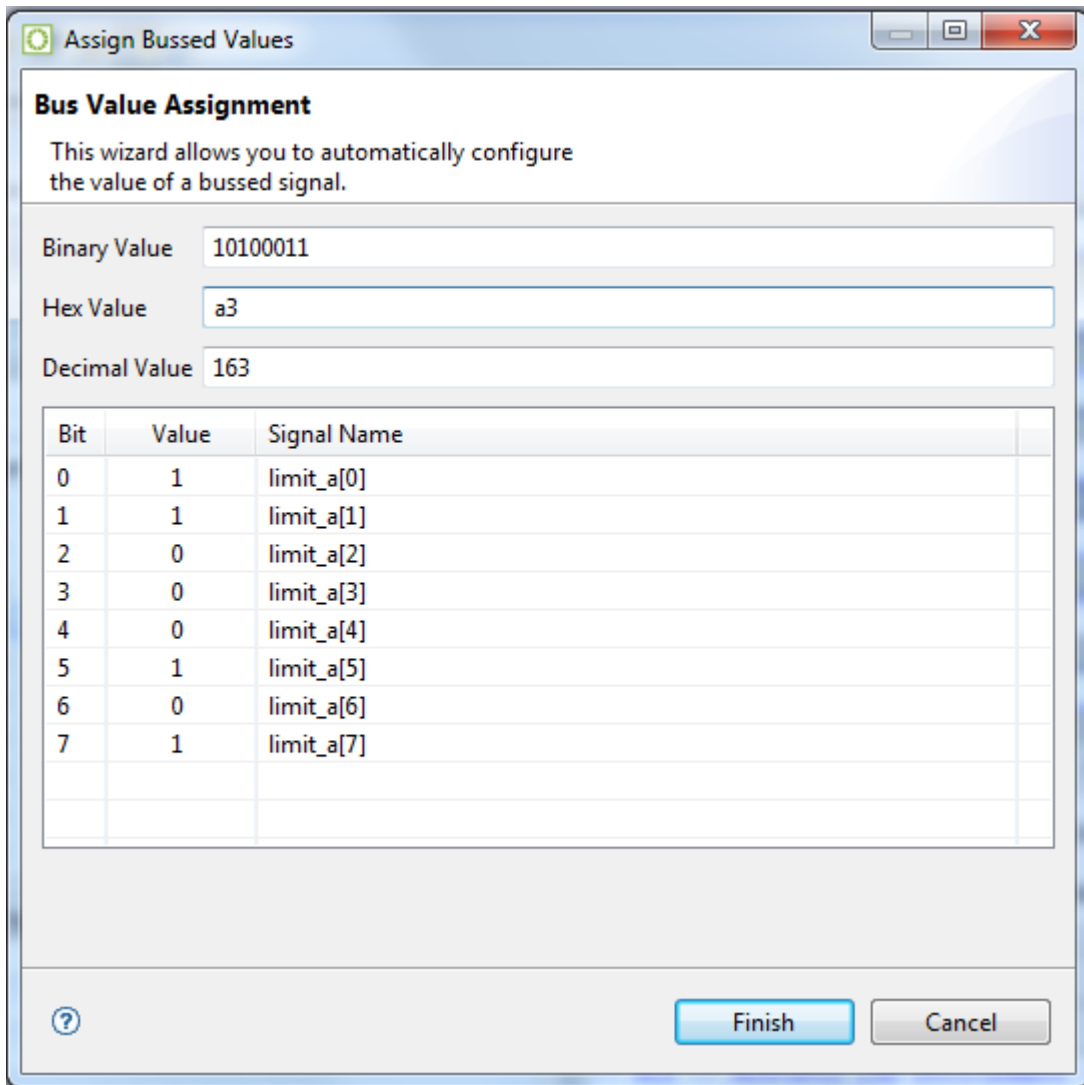 Assign Bussed Values
Bus Value Assignment
This wizard allows you to automatically configure
the value of a bussed signal.
Binary Value 10100011
Hex Value a3
Decimal Value 163
Bit Value Signal Name
0 1 limit_a[0]
1 1 limit_a[1]
2 0 limit_a[2]
3 0 limit_a[3]
4 0 limit_a[4]
5 1 limit_a[5]
6 0 limit_a[6]
7 1 limit_a[7]
Finish Cancel